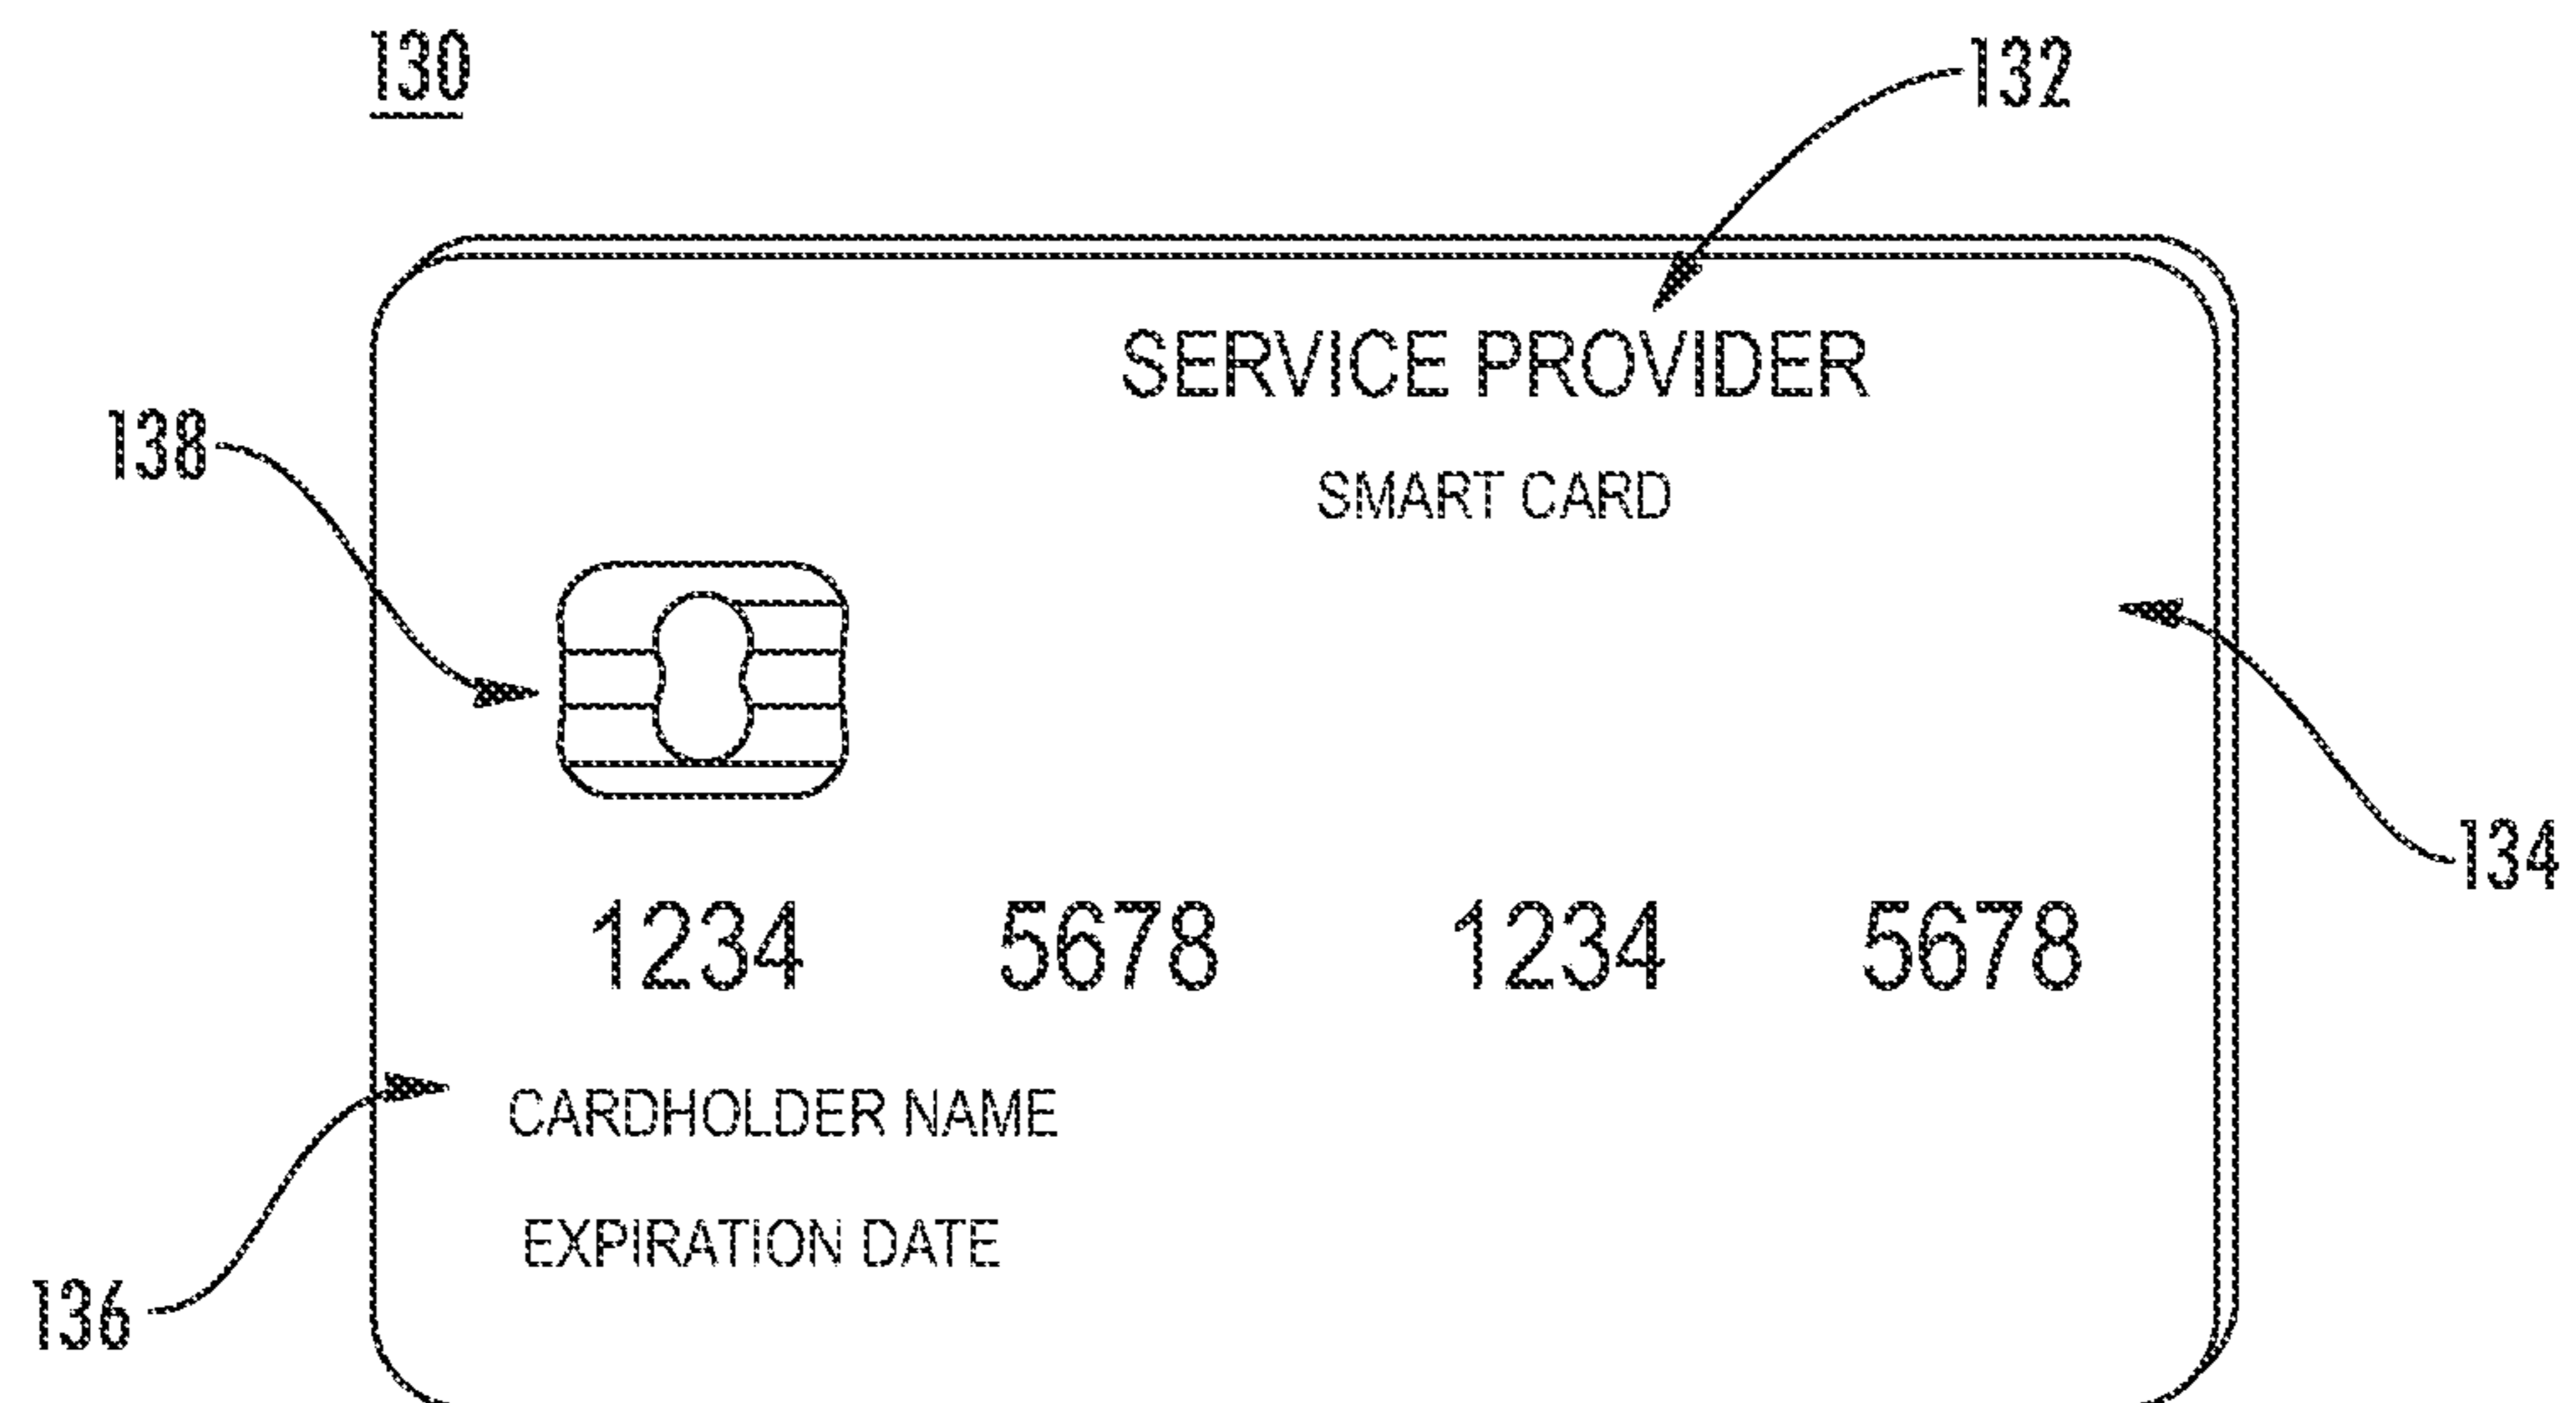 130
132
SERVICE PROVIDER
138
SMART CARD
134
1234 5678 1234 5678
CARDHOLDER NAME
EXPIRATION DATE
136